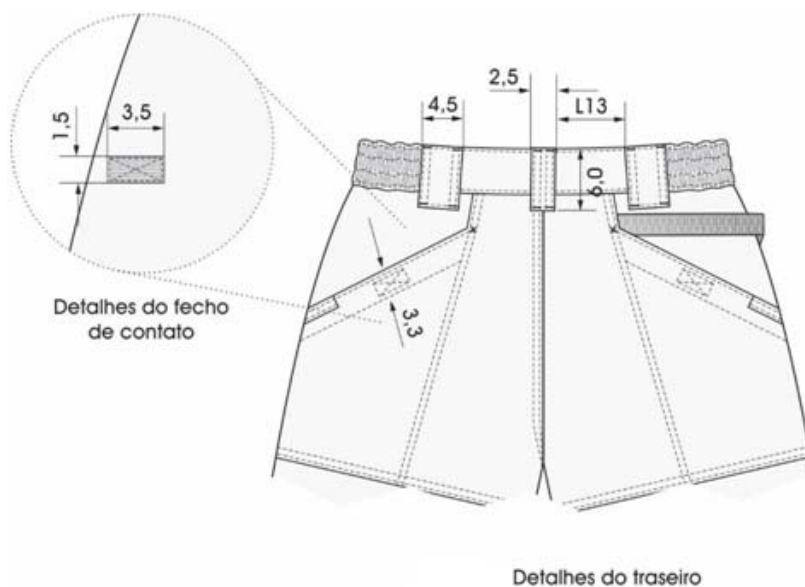 2,5
4,5
L13
3,5
1,5
6,0
3,3
Detalhes do fecho
de contato
Detalhes do traseiro